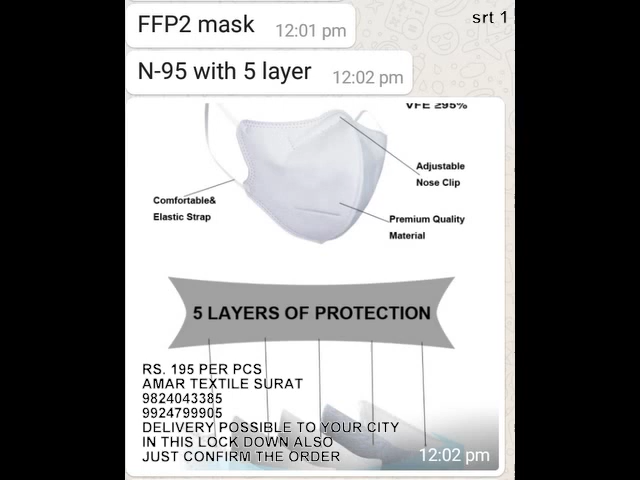 srt 1
FFP2 mask 12:01 pm
N-95 with 5 layer 12:02 pm
VFE ≥95%
Adjustable
Nose Clip
Comfortable&
Elastic Strap
Premium Quality
Material
5 LAYERS OF PROTECTION
RS. 195 PER PCS
AMAR TEXTILE SURAT
9824043385
9924799905
DELIVERY POSSIBLE TO YOUR CITY
IN THIS LOCK DOWN ALSO
JUST CONFIRM THE ORDER
12:02 pm